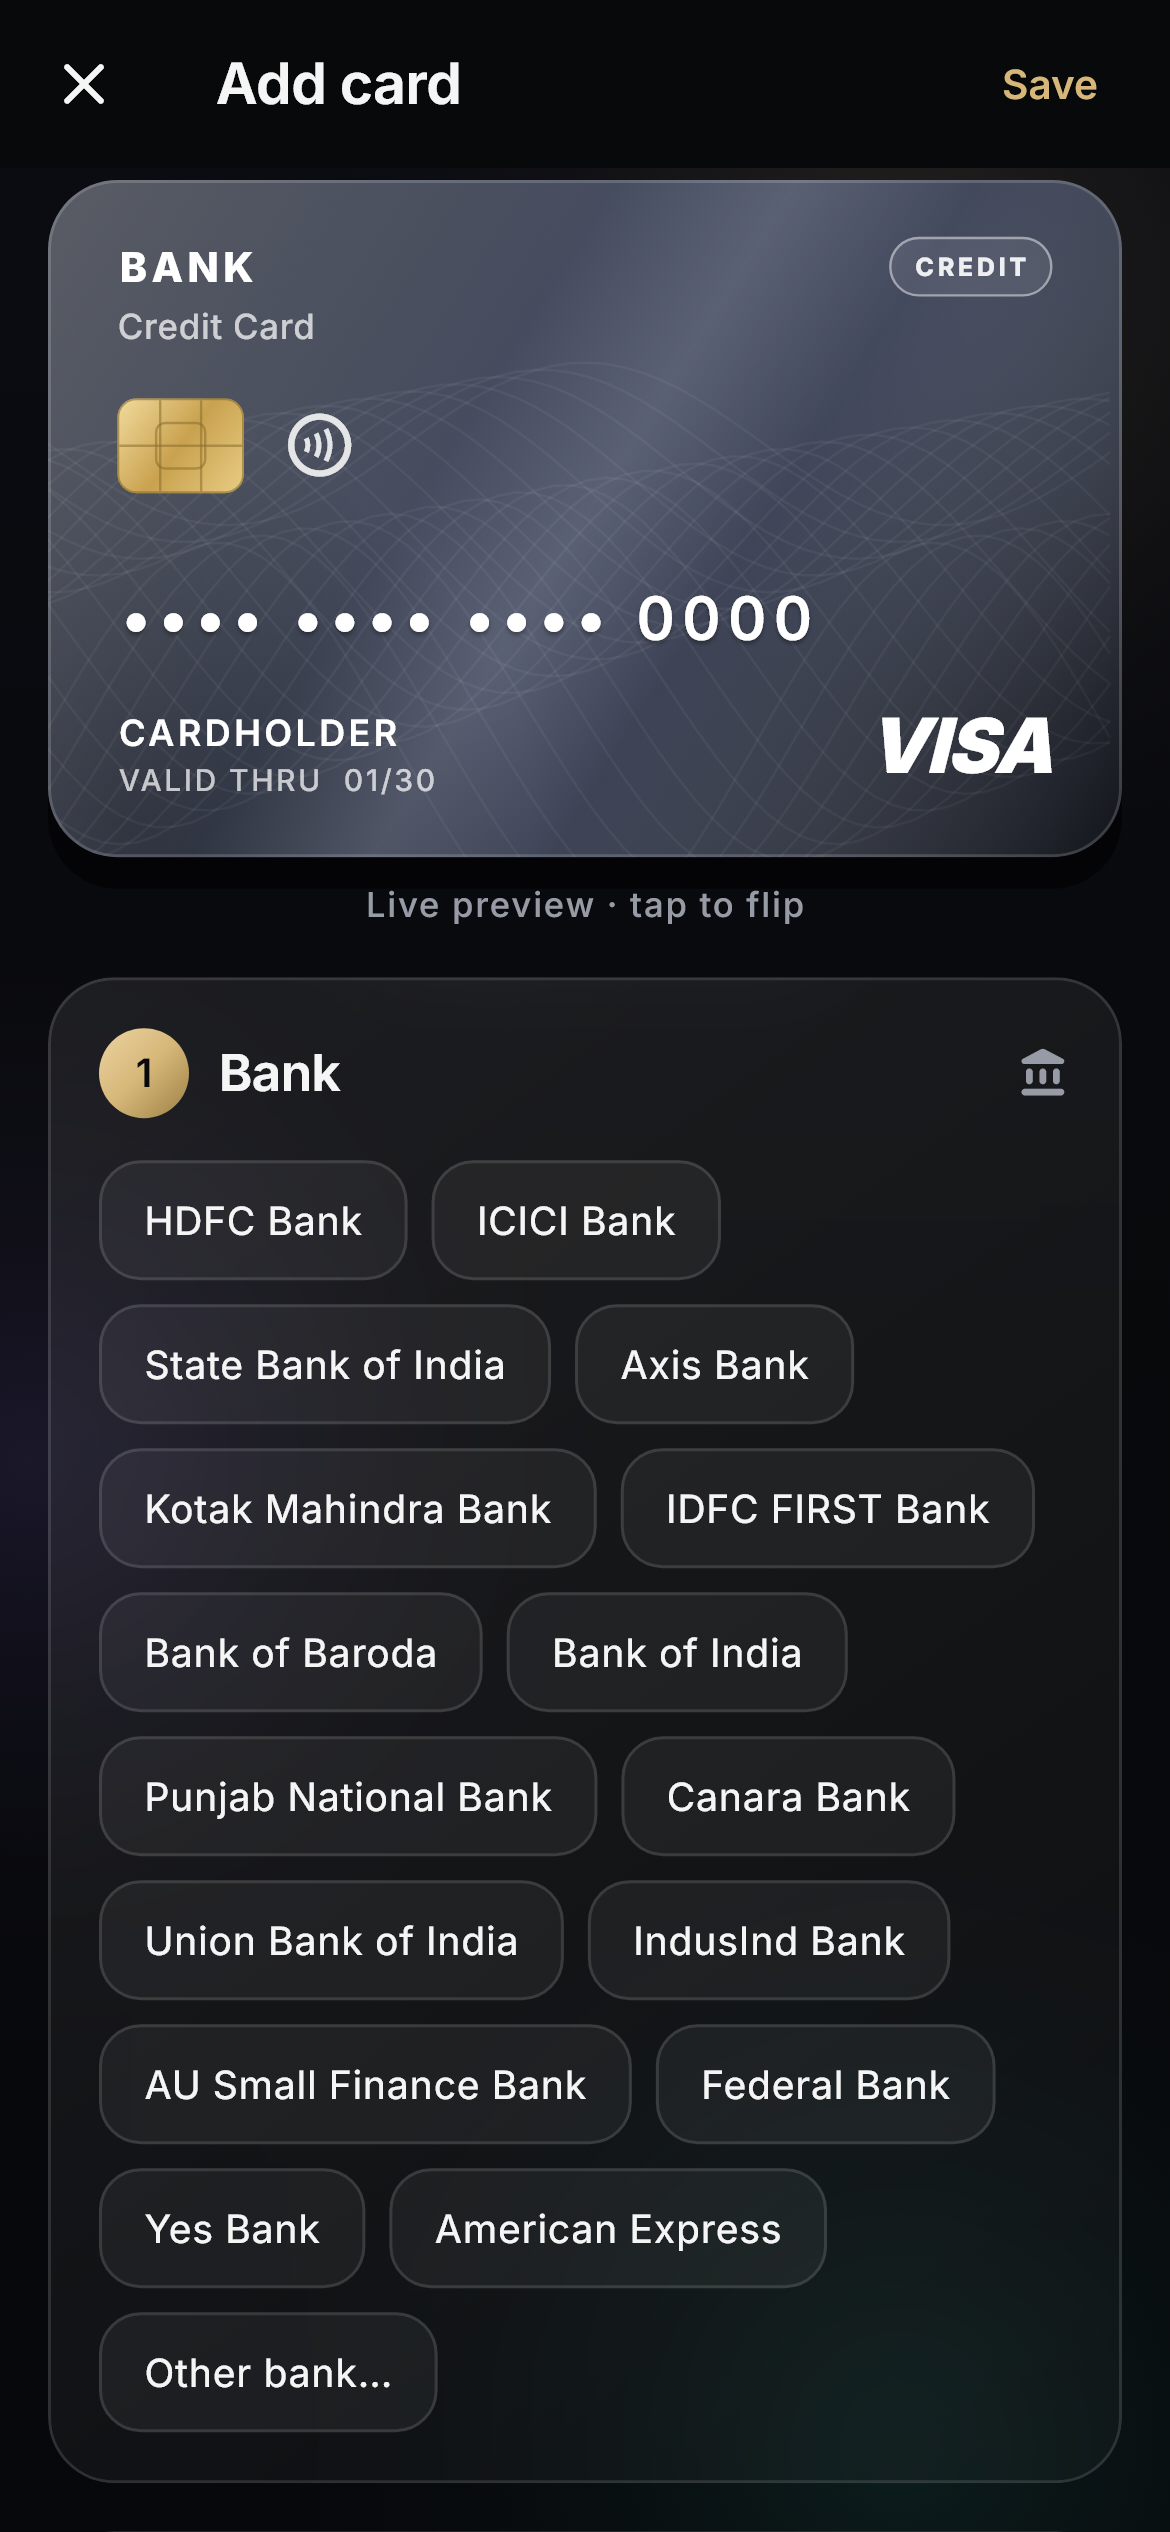 Add card
Save
BANK
CREDIT
Credit Card
•••• •••• •••• 0000
CARDHOLDER
VALID THRU 01/30
VISA
Live preview · tap to flip
1 Bank
HDFC Bank
ICICI Bank
State Bank of India
Axis Bank
Kotak Mahindra Bank
IDFC FIRST Bank
Bank of Baroda
Bank of India
Punjab National Bank
Canara Bank
Union Bank of India
IndusInd Bank
AU Small Finance Bank
Federal Bank
Yes Bank
American Express
Other bank...